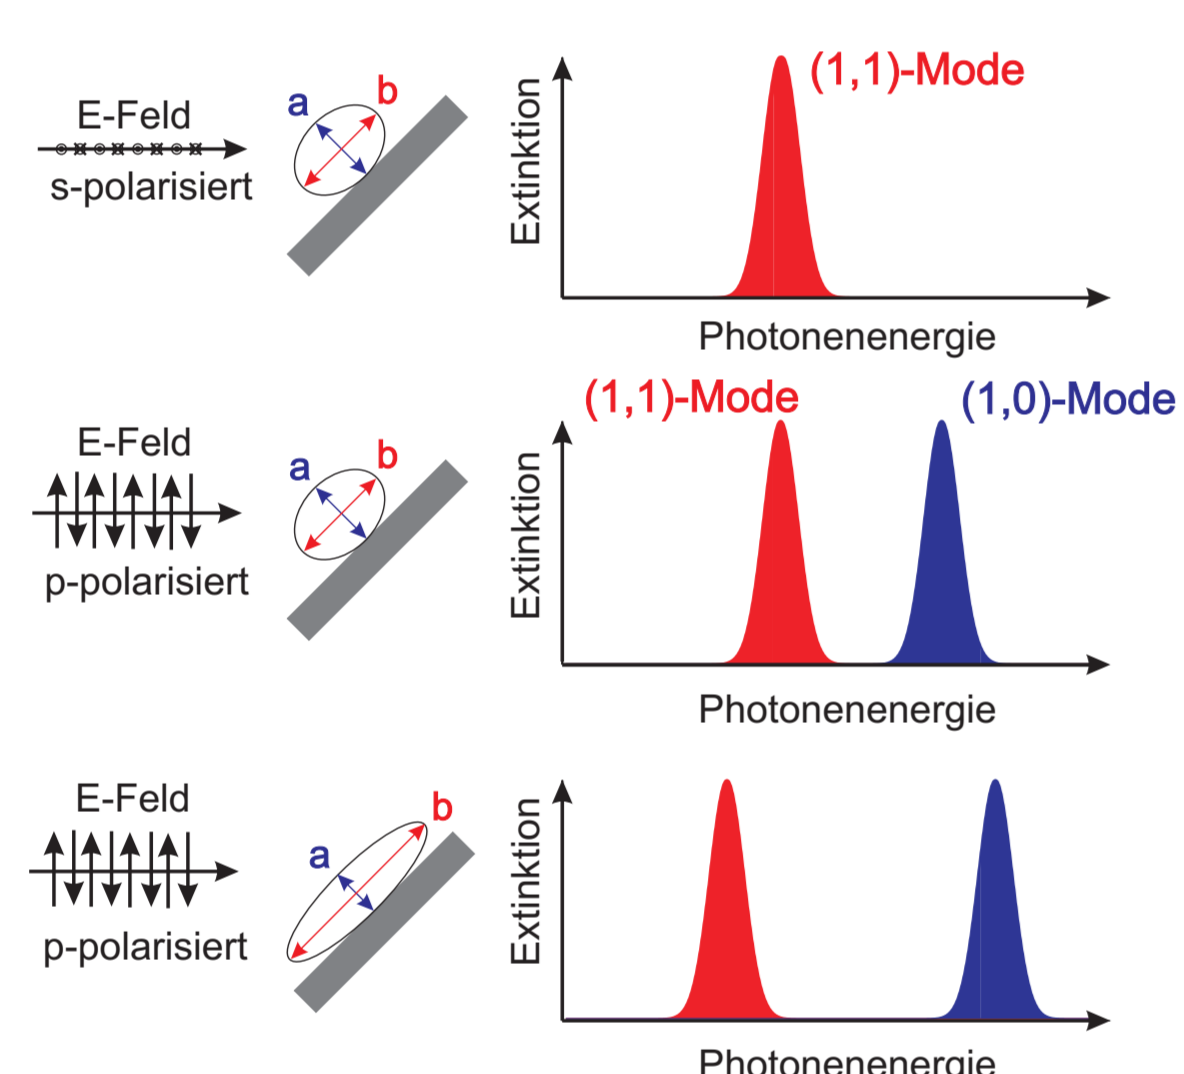 (1,1)-Mode
E-Feld
a
b
s-polarisiert
Extinktion
Photonenenergie
(1,1)-Mode
(1,0)-Mode
E-Feld
a
b
p-polarisiert
Extinktion
Photonenenergie
E-Feld
a
b
p-polarisiert
Extinktion
Photonenenergie